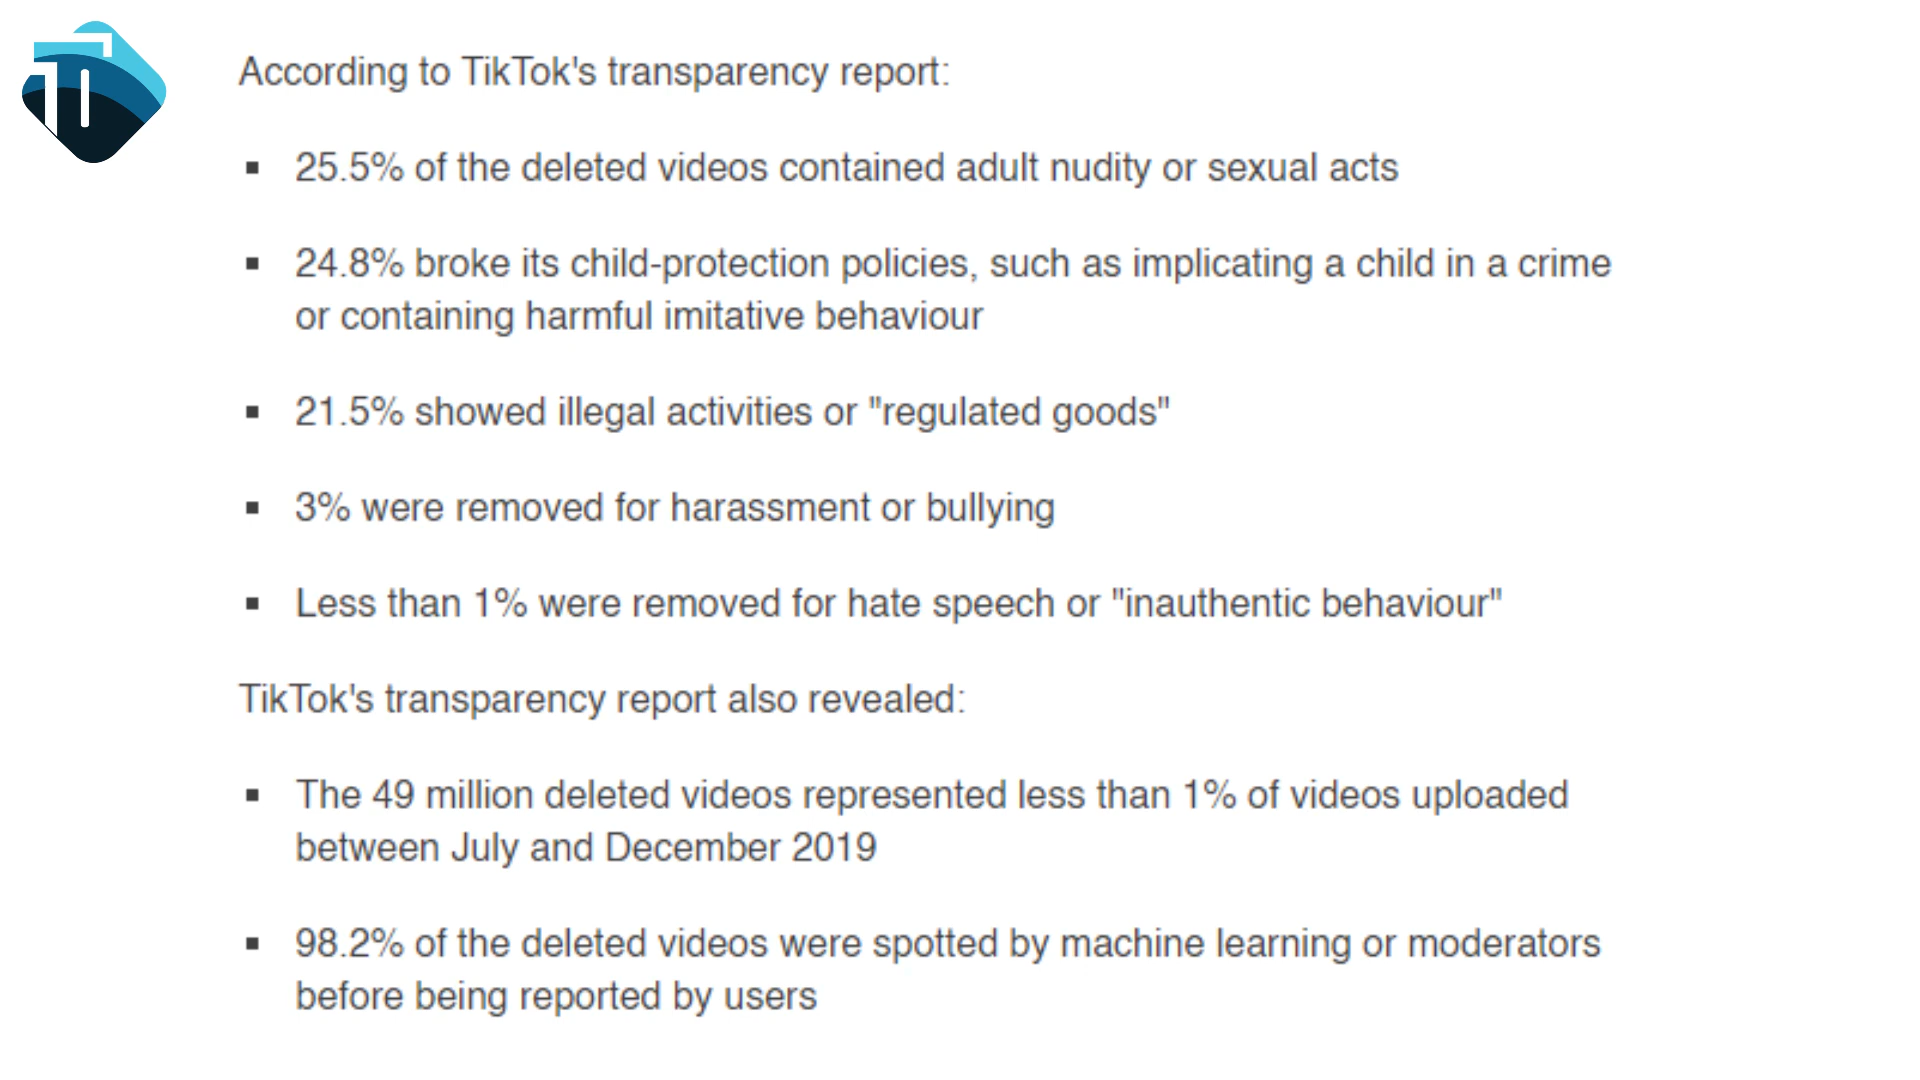 According to TikTok's transparency report:
▪ 25.5% of the deleted videos contained adult nudity or sexual acts
▪ 24.8% broke its child-protection policies, such as implicating a child in a crime
or containing harmful imitative behaviour
▪ 21.5% showed illegal activities or "regulated goods"
▪ 3% were removed for harassment or bullying
▪ Less than 1% were removed for hate speech or "inauthentic behaviour"
TikTok's transparency report also revealed:
▪ The 49 million deleted videos represented less than 1% of videos uploaded
between July and December 2019
▪ 98.2% of the deleted videos were spotted by machine learning or moderators
before being reported by users